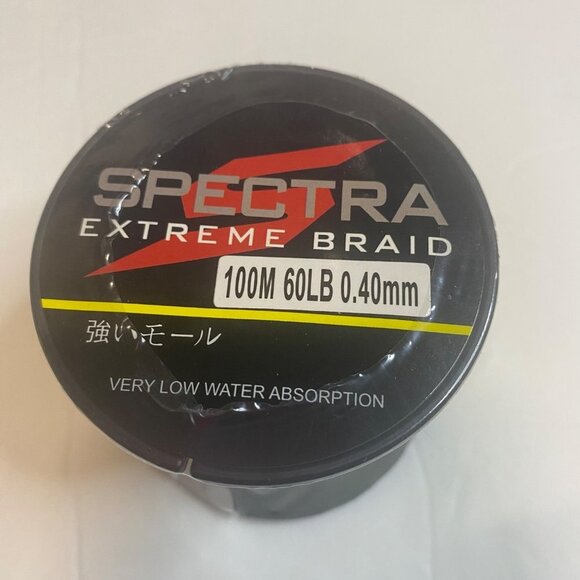 SPECTRA
EXTREME BRAID
100M 60LB 0.40mm
強いモール
VERY LOW WATER ABSORPTION